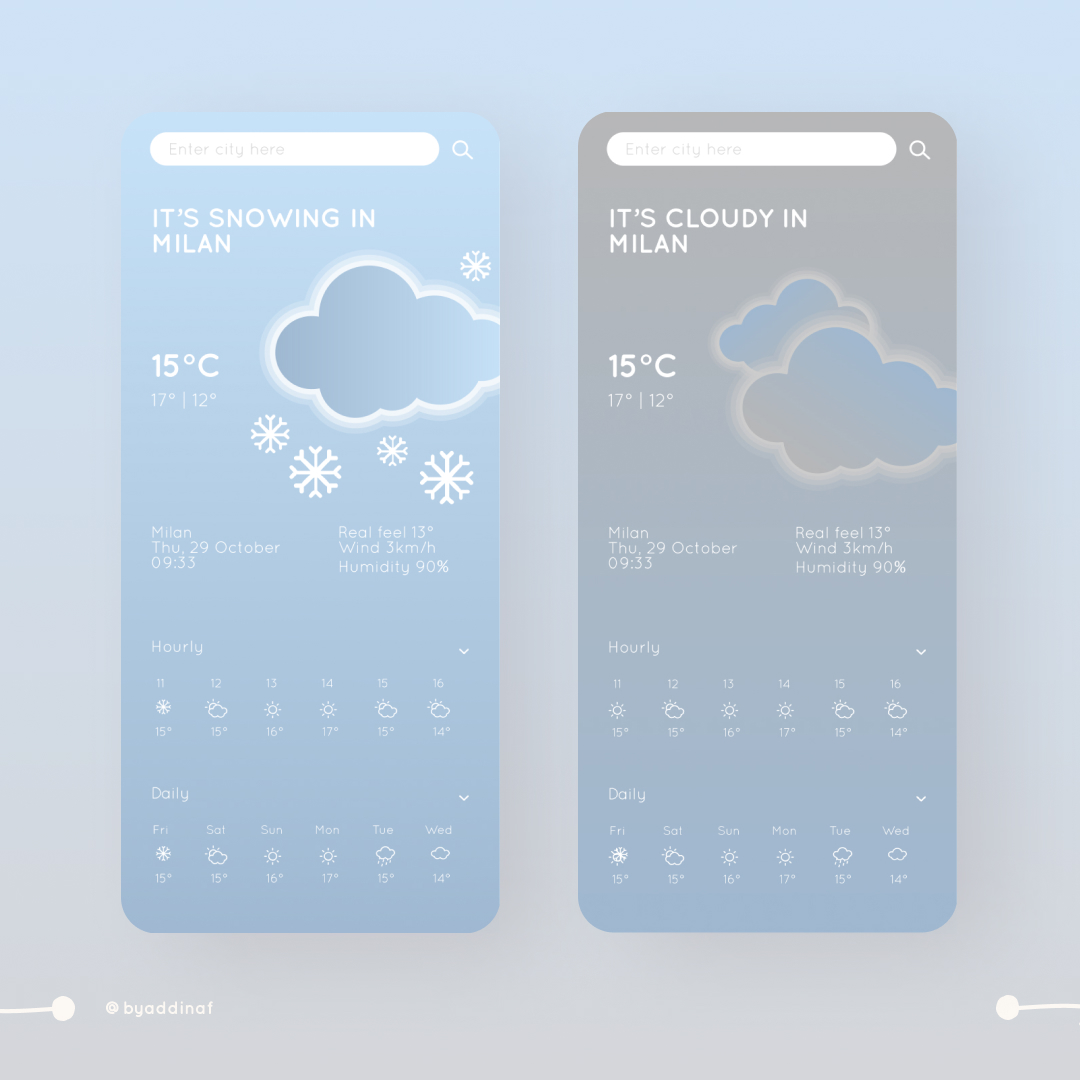 Enter city here
IT'S SNOWING IN
MILAN
15°C
17° | 12°
Milan
Thu, 29 October
09:33
Real feel 13°
Wind 3km/h
Humidity 90%
Hourly
11 12 13 14 15 16
15° 15° 16° 17° 15° 14°
Daily
Fri Sat Sun Mon Tue Wed
15° 15° 16° 17° 15° 14°
Enter city here
IT'S CLOUDY IN
MILAN
15°C
17° | 12°
Milan
Thu, 29 October
09:33
Real feel 13°
Wind 3km/h
Humidity 90%
Hourly
11 12 13 14 15 16
15° 15° 16° 17° 15° 14°
Daily
Fri Sat Sun Mon Tue Wed
15° 15° 16° 17° 15° 14°
@byaddinaf